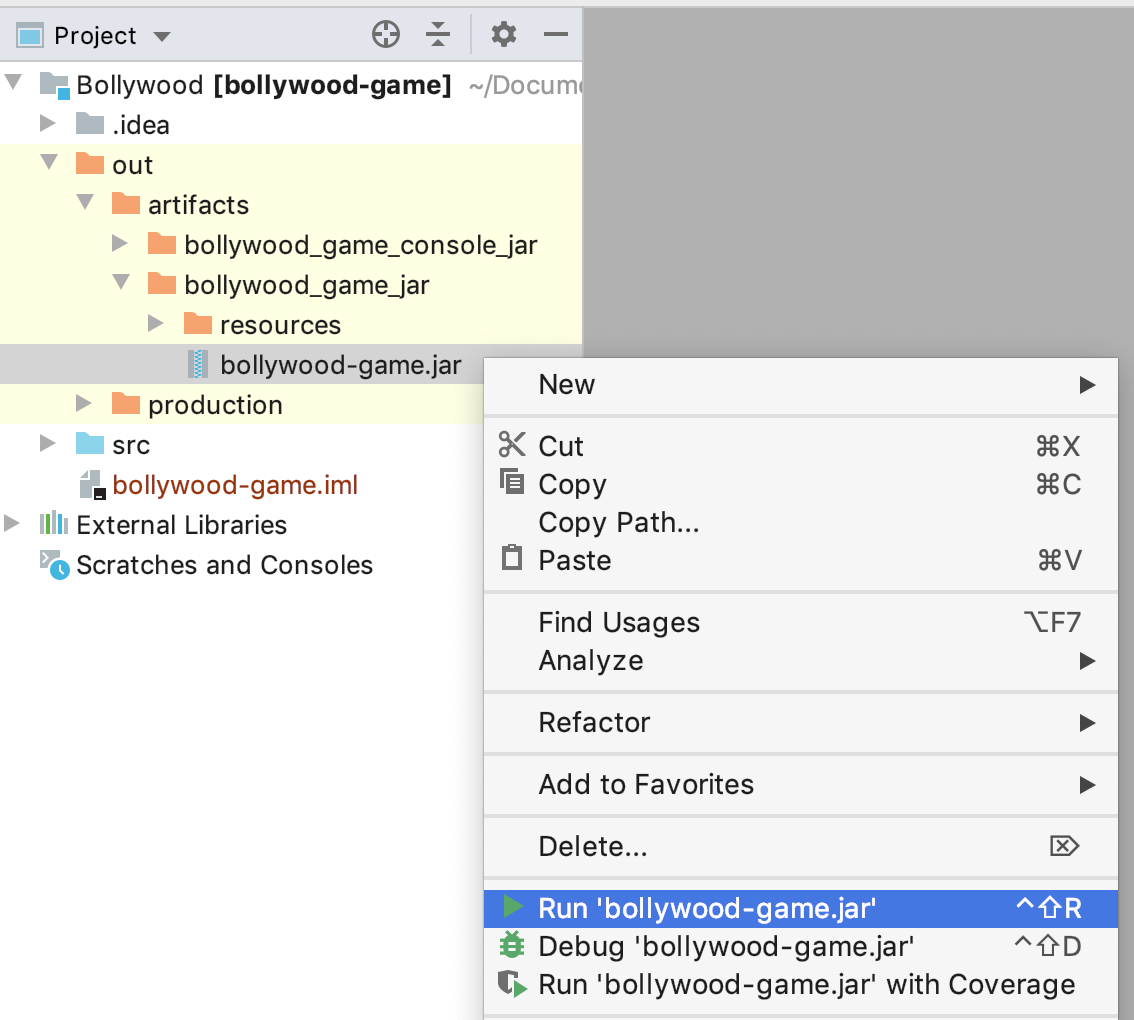 Project
Bollywood [bollywood-game] ~/Docum
.idea
out
artifacts
bollywood_game_console_jar
bollywood_game_jar
resources
bollywood-game.jar
production
src
bollywood-game.iml
External Libraries
Scratches and Consoles
New
Cut ⌘X
Copy ⌘C
Copy Path...
Paste ⌘V
Find Usages ⌥F7
Analyze
Refactor
Add to Favorites
Delete... ⌦
Run 'bollywood-game.jar' ^⇧R
Debug 'bollywood-game.jar' ^⇧D
Run 'bollywood-game.jar' with Coverage